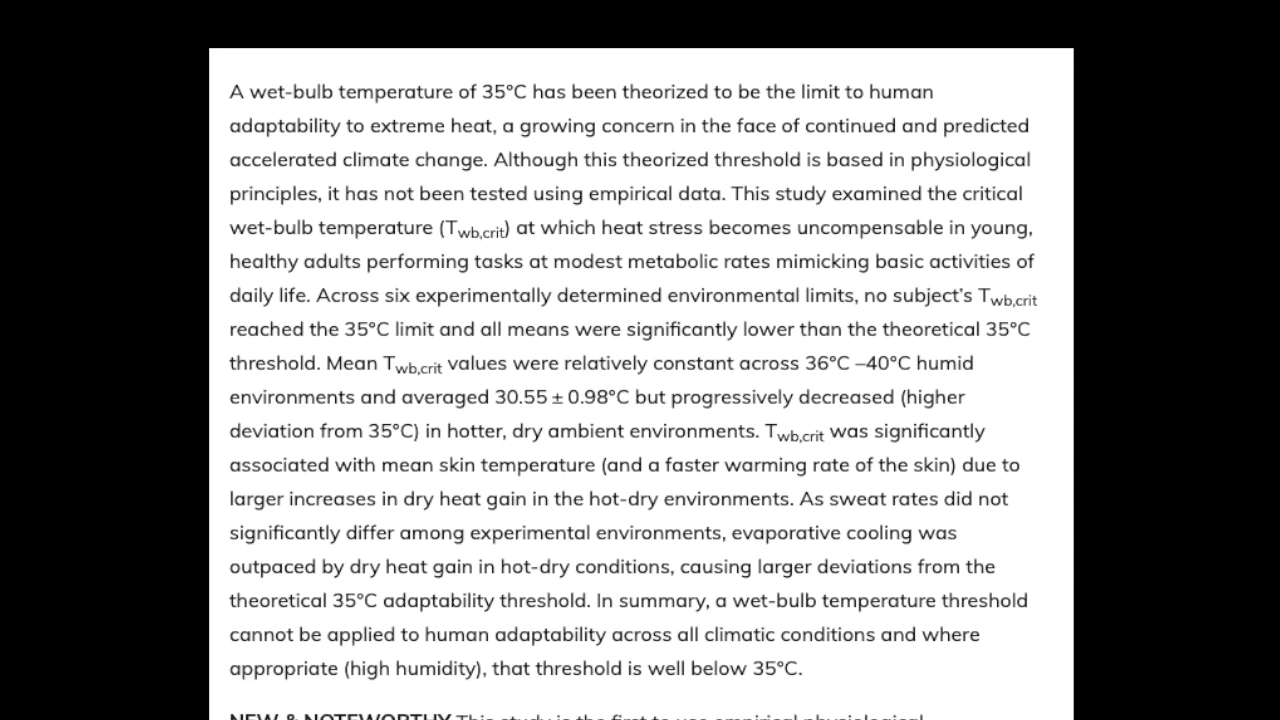 A wet-bulb temperature of 35°C has been theorized to be the limit to human
adaptability to extreme heat, a growing concern in the face of continued and predicted
accelerated climate change. Although this theorized threshold is based in physiological
principles, it has not been tested using empirical data. This study examined the critical
wet-bulb temperature (Twb,crit) at which heat stress becomes uncompensable in young,
healthy adults performing tasks at modest metabolic rates mimicking basic activities of
daily life. Across six experimentally determined environmental limits, no subject’s Twb,crit
reached the 35°C limit and all means were significantly lower than the theoretical 35°C
threshold. Mean Twb,crit values were relatively constant across 36°C –40°C humid
environments and averaged 30.55 ± 0.98°C but progressively decreased (higher
deviation from 35°C) in hotter, dry ambient environments. Twb,crit was significantly
associated with mean skin temperature (and a faster warming rate of the skin) due to
larger increases in dry heat gain in the hot-dry environments. As sweat rates did not
significantly differ among experimental environments, evaporative cooling was
outpaced by dry heat gain in hot-dry conditions, causing larger deviations from the
theoretical 35°C adaptability threshold. In summary, a wet-bulb temperature threshold
cannot be applied to human adaptability across all climatic conditions and where
appropriate (high humidity), that threshold is well below 35°C.
NEW & NOTEWORTHY This study is the first to use empirical physiological